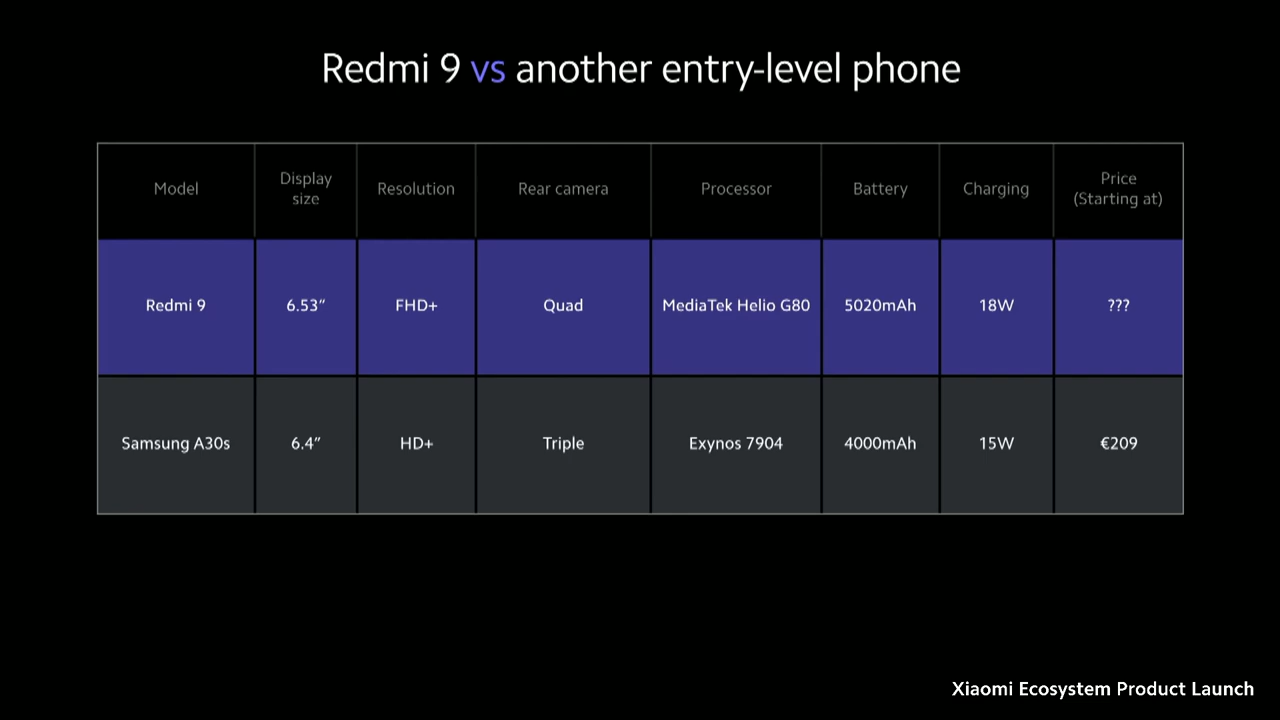 Redmi 9 vs another entry-level phone
Model Display size Resolution Rear camera Processor Battery Charging Price (Starting at)
Redmi 9 6.53″ FHD+ Quad MediaTek Helio G80 5020mAh 18W ???
Samsung A30s 6.4″ HD+ Triple Exynos 7904 4000mAh 15W €209
Xiaomi Ecosystem Product Launch